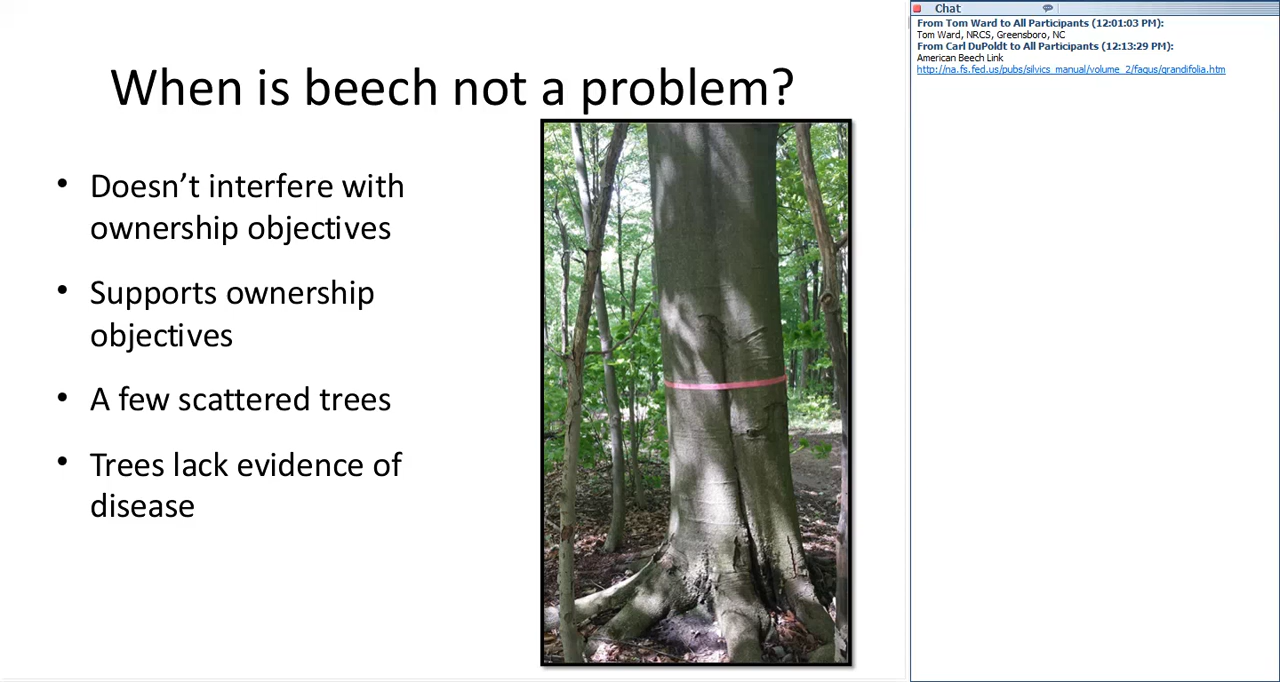 When is beech not a problem?
• Doesn’t interfere with
ownership objectives
• Supports ownership
objectives
• A few scattered trees
• Trees lack evidence of
disease
Chat
From Tom Ward to All Participants (12:01:03 PM):
Tom Ward, NRCS, Greensboro, NC
From Carl DuPoldt to All Participants (12:13:29 PM):
American Beech Link
http://na.fs.fed.us/pubs/silvics_manual/volume_2/fagus/grandifolia.htm